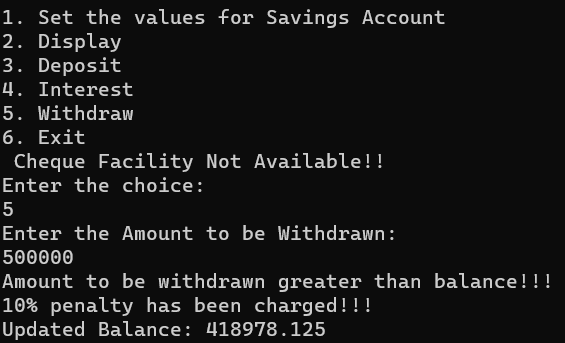 1. Set the values for Savings Account
2. Display
3. Deposit
4. Interest
5. Withdraw
6. Exit
 Cheque Facility Not Available!!
Enter the choice:
5
Enter the Amount to be Withdrawn:
500000
Amount to be withdrawn greater than balance!!!
10% penalty has been charged!!!
Updated Balance: 418978.125